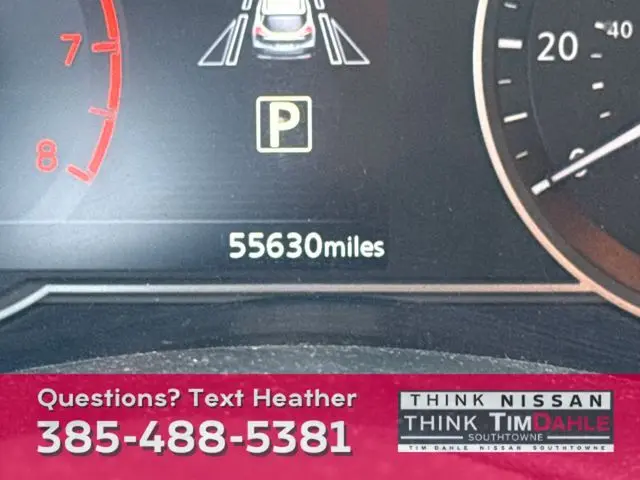 7
8
20
40
0
P
55630miles
Questions? Text Heather
385-488-5381
THINK NISSAN
THINK TIMDAHLE
SOUTHTOWNE
TIM DAHLE NISSAN SOUTHTOWNE